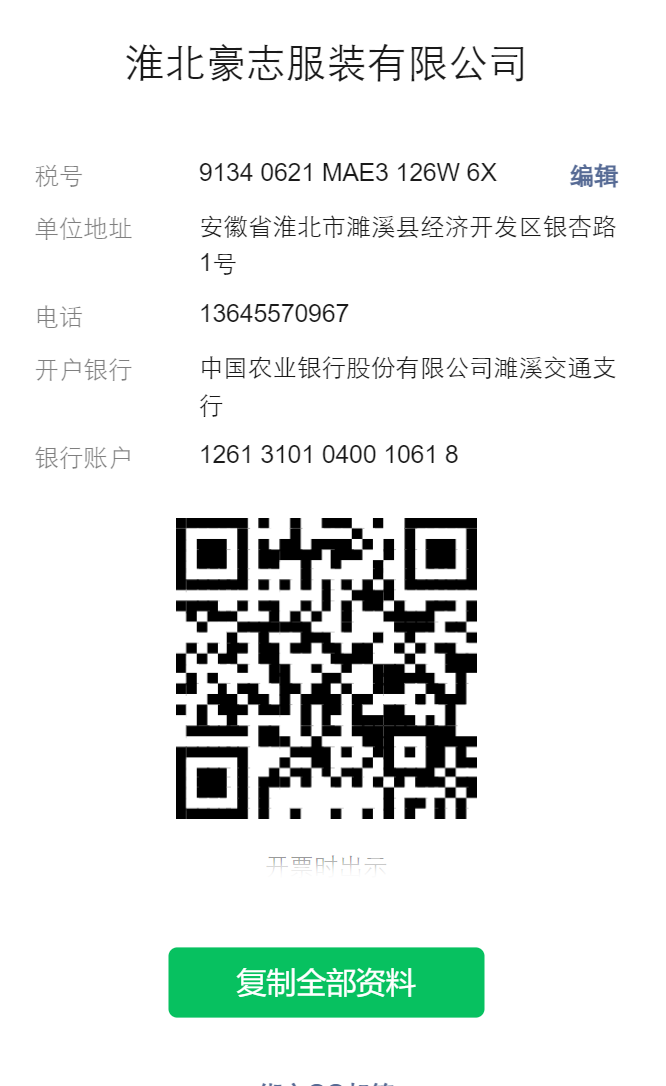 淮北豪志服装有限公司
税号 9134 0621 MAE3 126W 6X 编辑
单位地址 安徽省淮北市濉溪县经济开发区银杏路
1号
电话 13645570967
开户银行 中国农业银行股份有限公司濉溪交通支
行
银行账户 1261 3101 0400 1061 8
开票时出示
复制全部资料